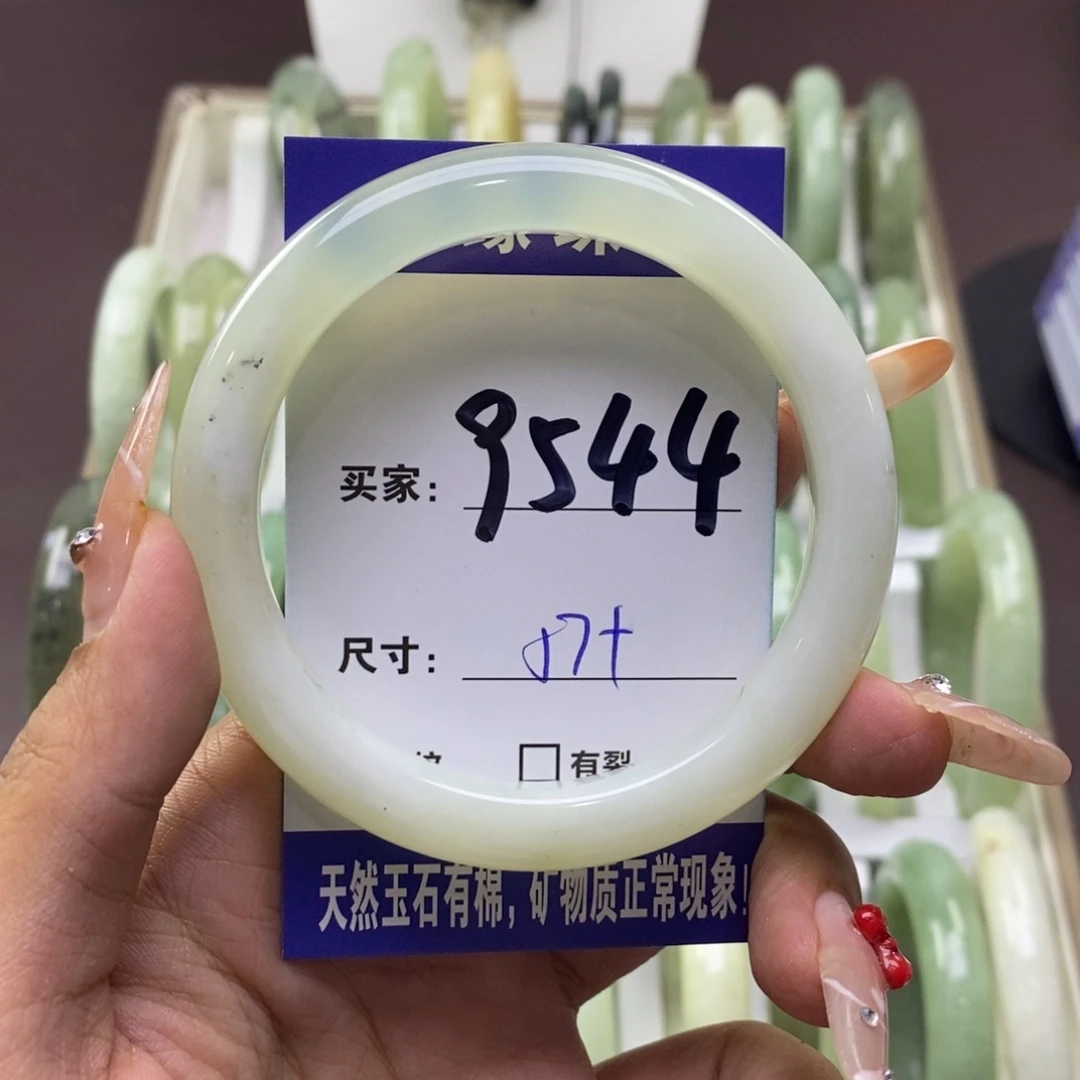 买家: 9544
尺寸: 57+
□有裂
天然玉石有棉, 矿物质正常现象!